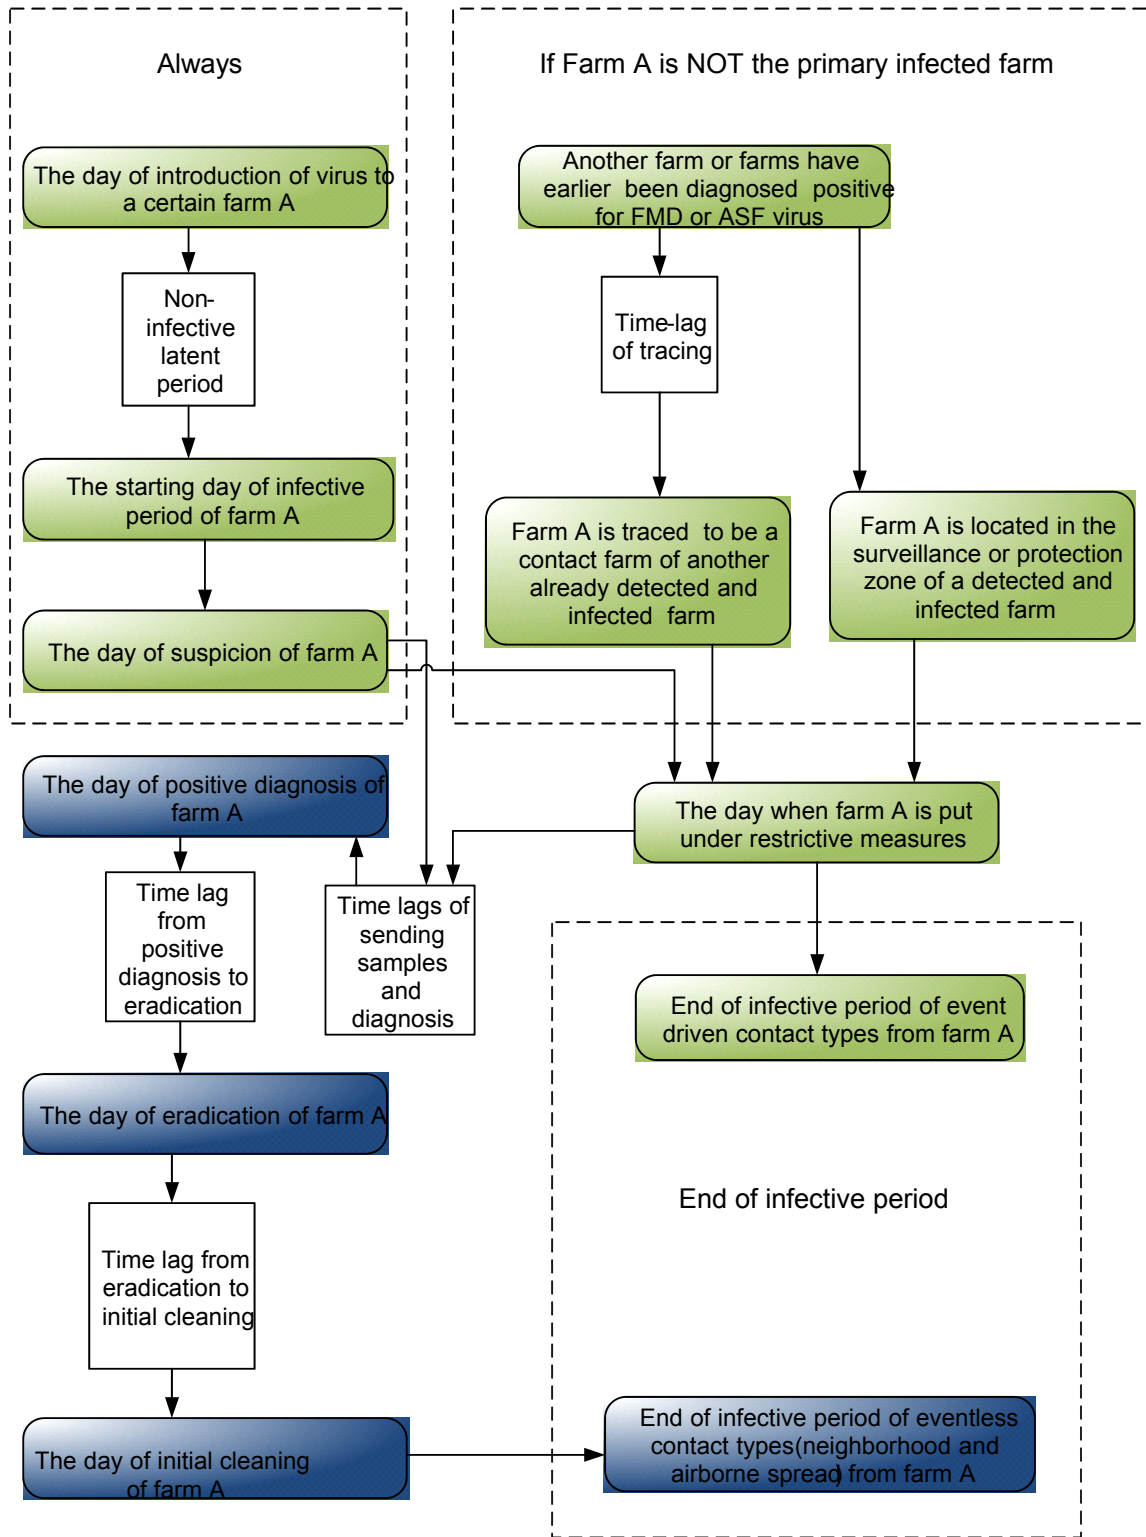 Always
If Farm A is NOT the primary infected farm
The day of introduction of virus to
a certain farm A
Another farm or farms have
earlier been diagnosed positive
for FMD or ASF virus
Non-
infective
latent
period
Time-lag
of tracing
The starting day of infective
period of farm A
Farm A is traced to be a
contact farm of another
already detected and
infected farm
Farm A is located in the
surveillance or protection
zone of a detected and
infected farm
The day of suspicion of farm A
The day of positive diagnosis of
farm A
The day when farm A is put
under restrictive measures
Time lag
from
positive
diagnosis to
eradication
Time lags of
sending
samples
and
diagnosis
End of infective period of event
driven contact types from farm A
The day of eradication of farm A
End of infective period
Time lag from
eradication to
initial cleaning
The day of initial cleaning
of farm A
End of infective period of eventless
contact types(neighborhood and
airborne spread) from farm A